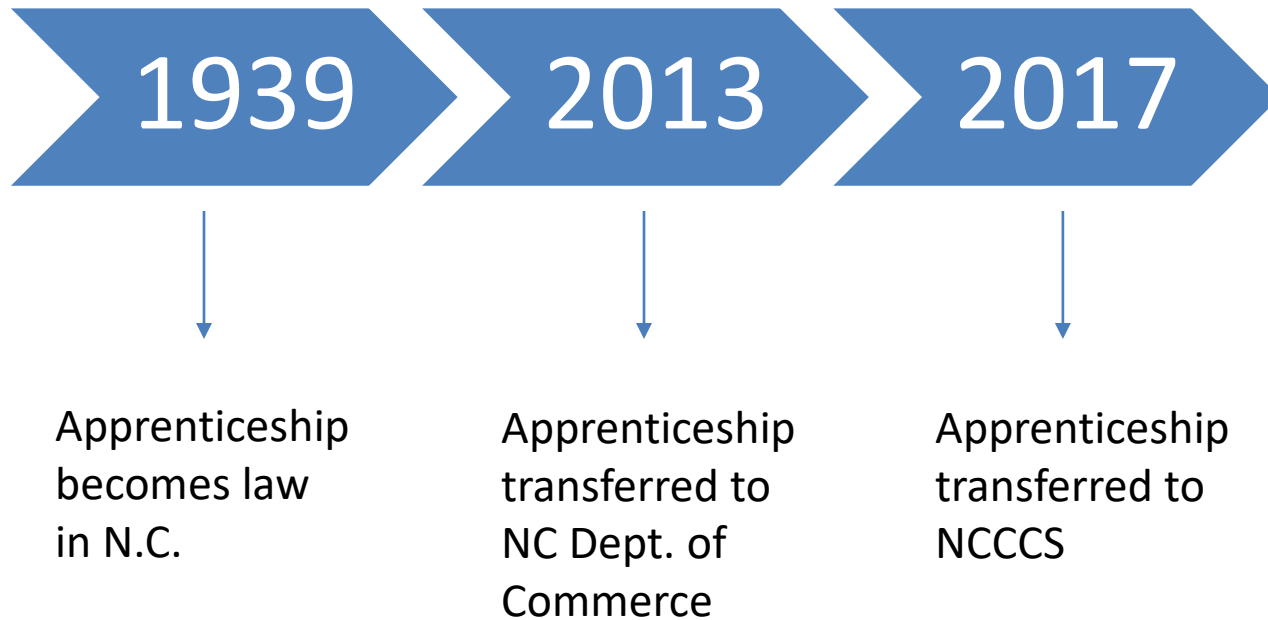 1939
2013
2017
Apprenticeship
becomes law
in N.C.
Apprenticeship
transferred to
NC Dept. of
Commerce
Apprenticeship
transferred to
NCCCS